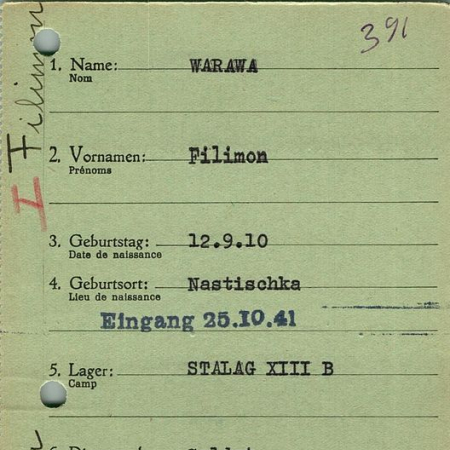 391
Filimon
1. Name: WARAWA
Nom
2. Vornamen: Filimon
Prénoms
I
3. Geburtstag: 12.9.10
Date de naissance
4. Geburtsort: Nastischka
Lieu de naissance
Eingang 25.10.41
5. Lager: STALAG XIII B
Camp